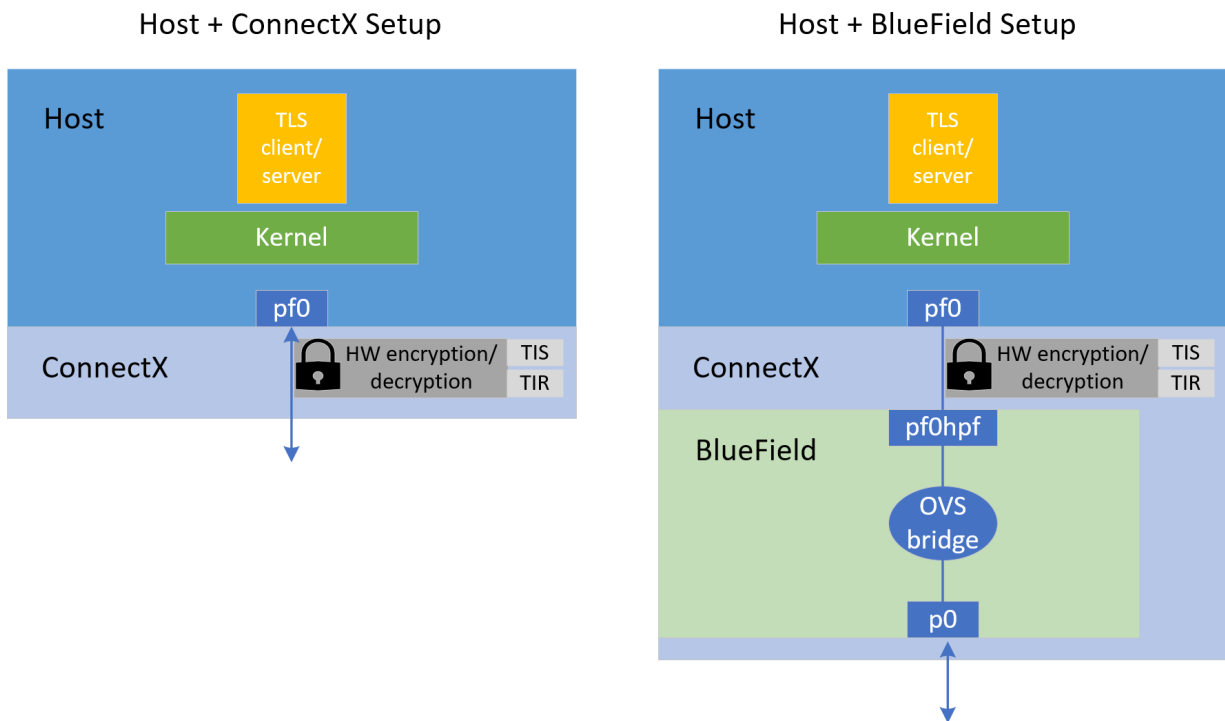 Host + ConnectX Setup
Host
TLS
client/
server
Kernel
pf0
ConnectX
HW encryption/
decryption
TIS
TIR
Host + BlueField Setup
Host
TLS
client/
server
Kernel
pf0
ConnectX
HW encryption/
decryption
TIS
TIR
pf0hpf
BlueField
OVS
bridge
p0